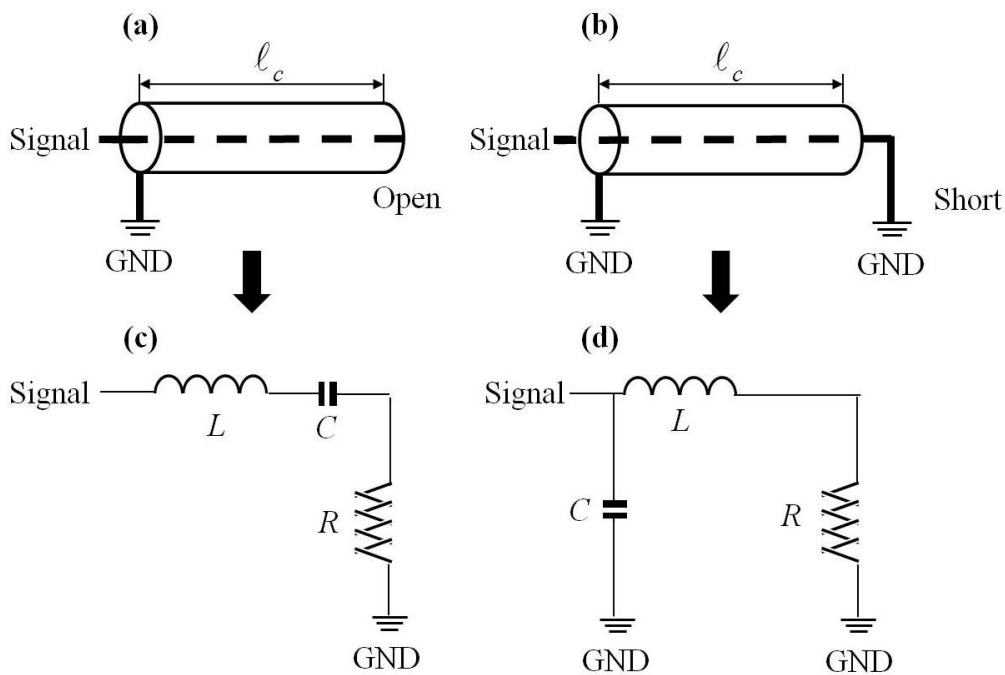 (a)
ℓc
Signal
Open
GND
(b)
ℓc
Signal
Short
GND
GND
(c)
Signal
L
C
R
GND
(d)
Signal
L
C
R
GND
GND